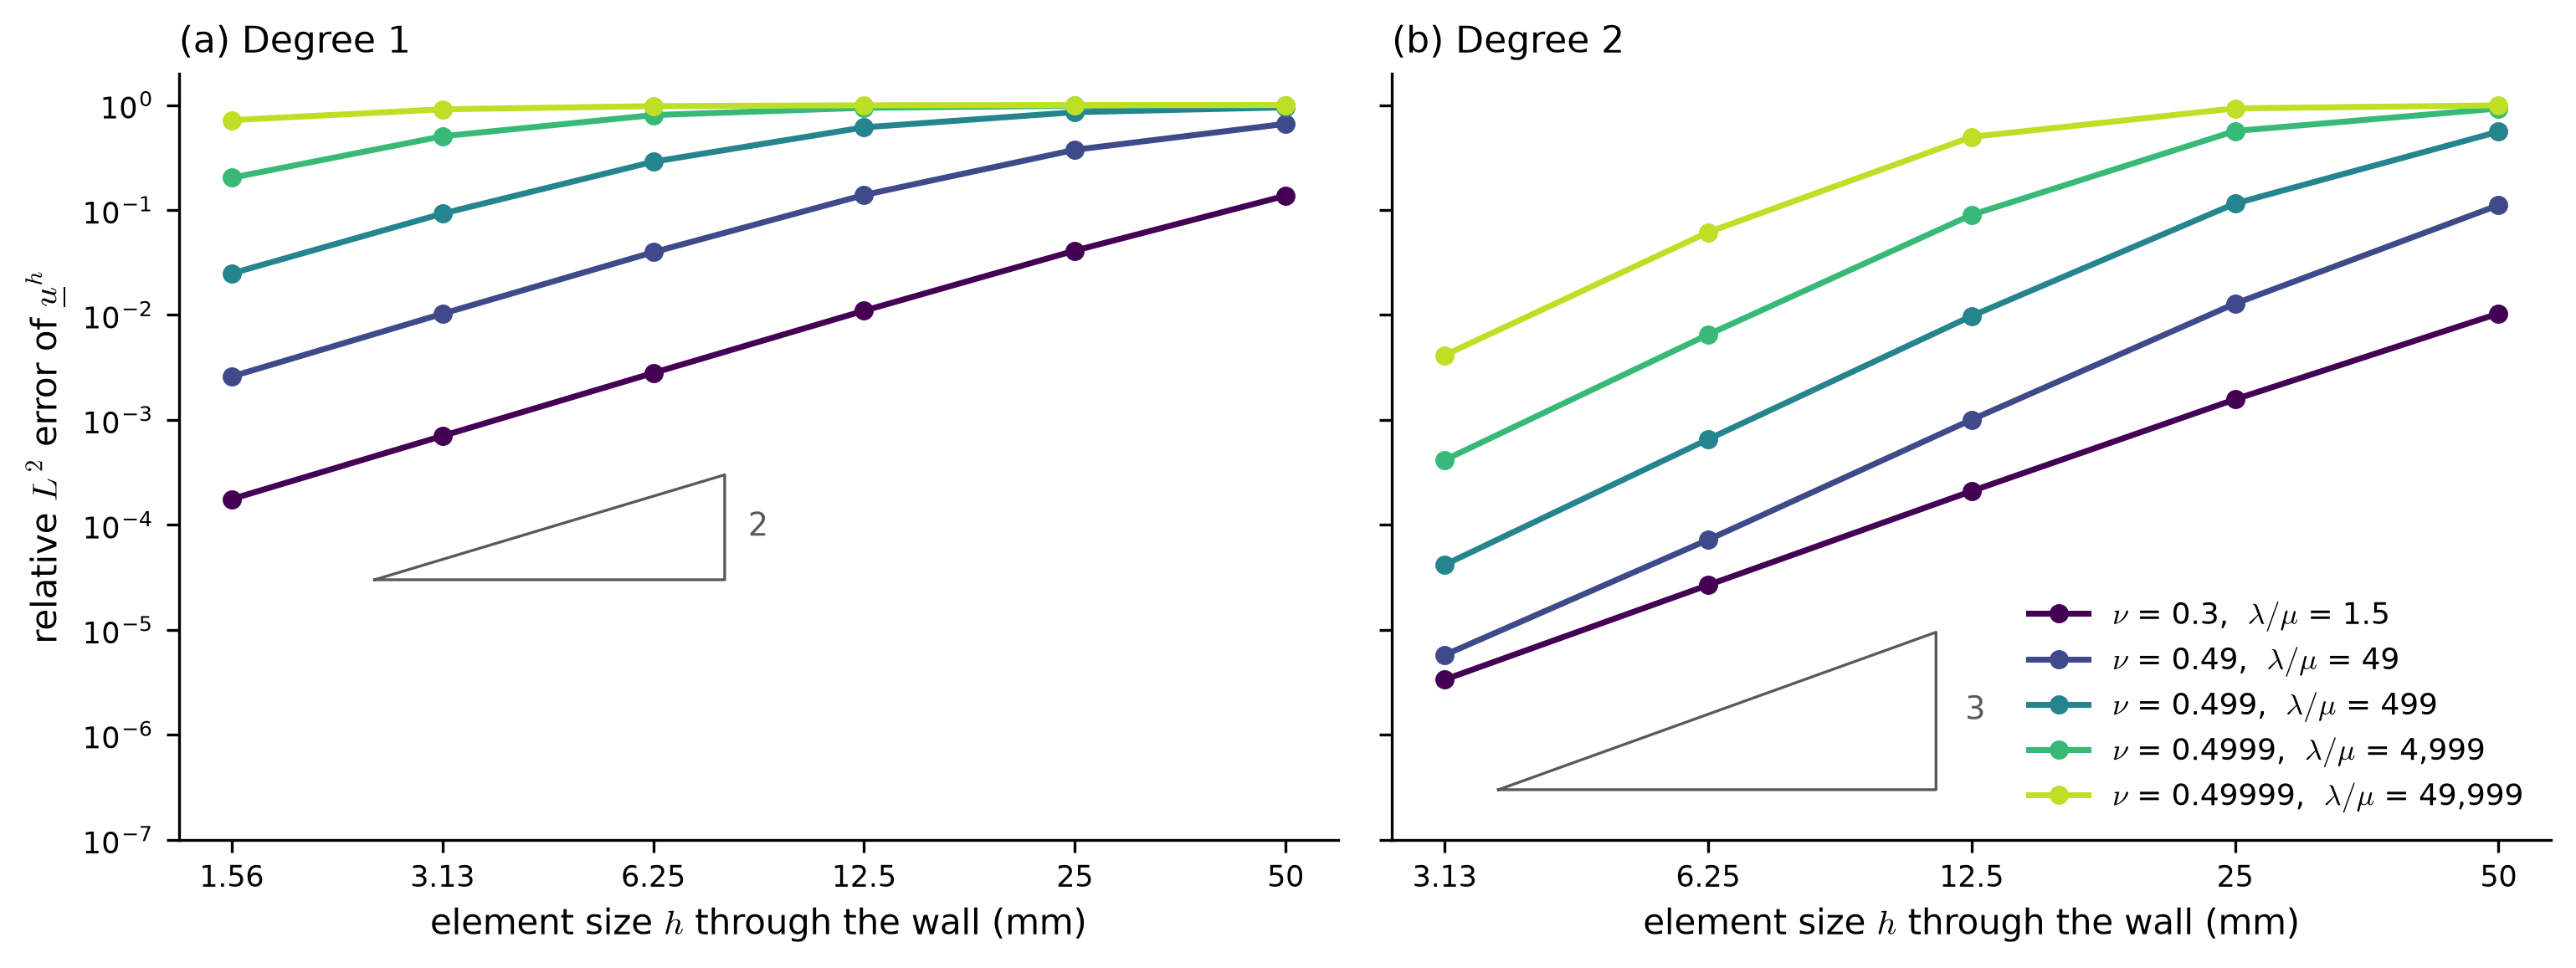 (a) Degree 1
(b) Degree 2
relative L² error of u̲ʰ
10⁰
10⁻¹
10⁻²
10⁻³
10⁻⁴
10⁻⁵
10⁻⁶
10⁻⁷
2
1.56 3.13 6.25 12.5 25 50
element size h through the wall (mm)
3
ν = 0.3, λ/μ = 1.5
ν = 0.49, λ/μ = 49
ν = 0.499, λ/μ = 499
ν = 0.4999, λ/μ = 4,999
ν = 0.49999, λ/μ = 49,999
3.13 6.25 12.5 25 50
element size h through the wall (mm)